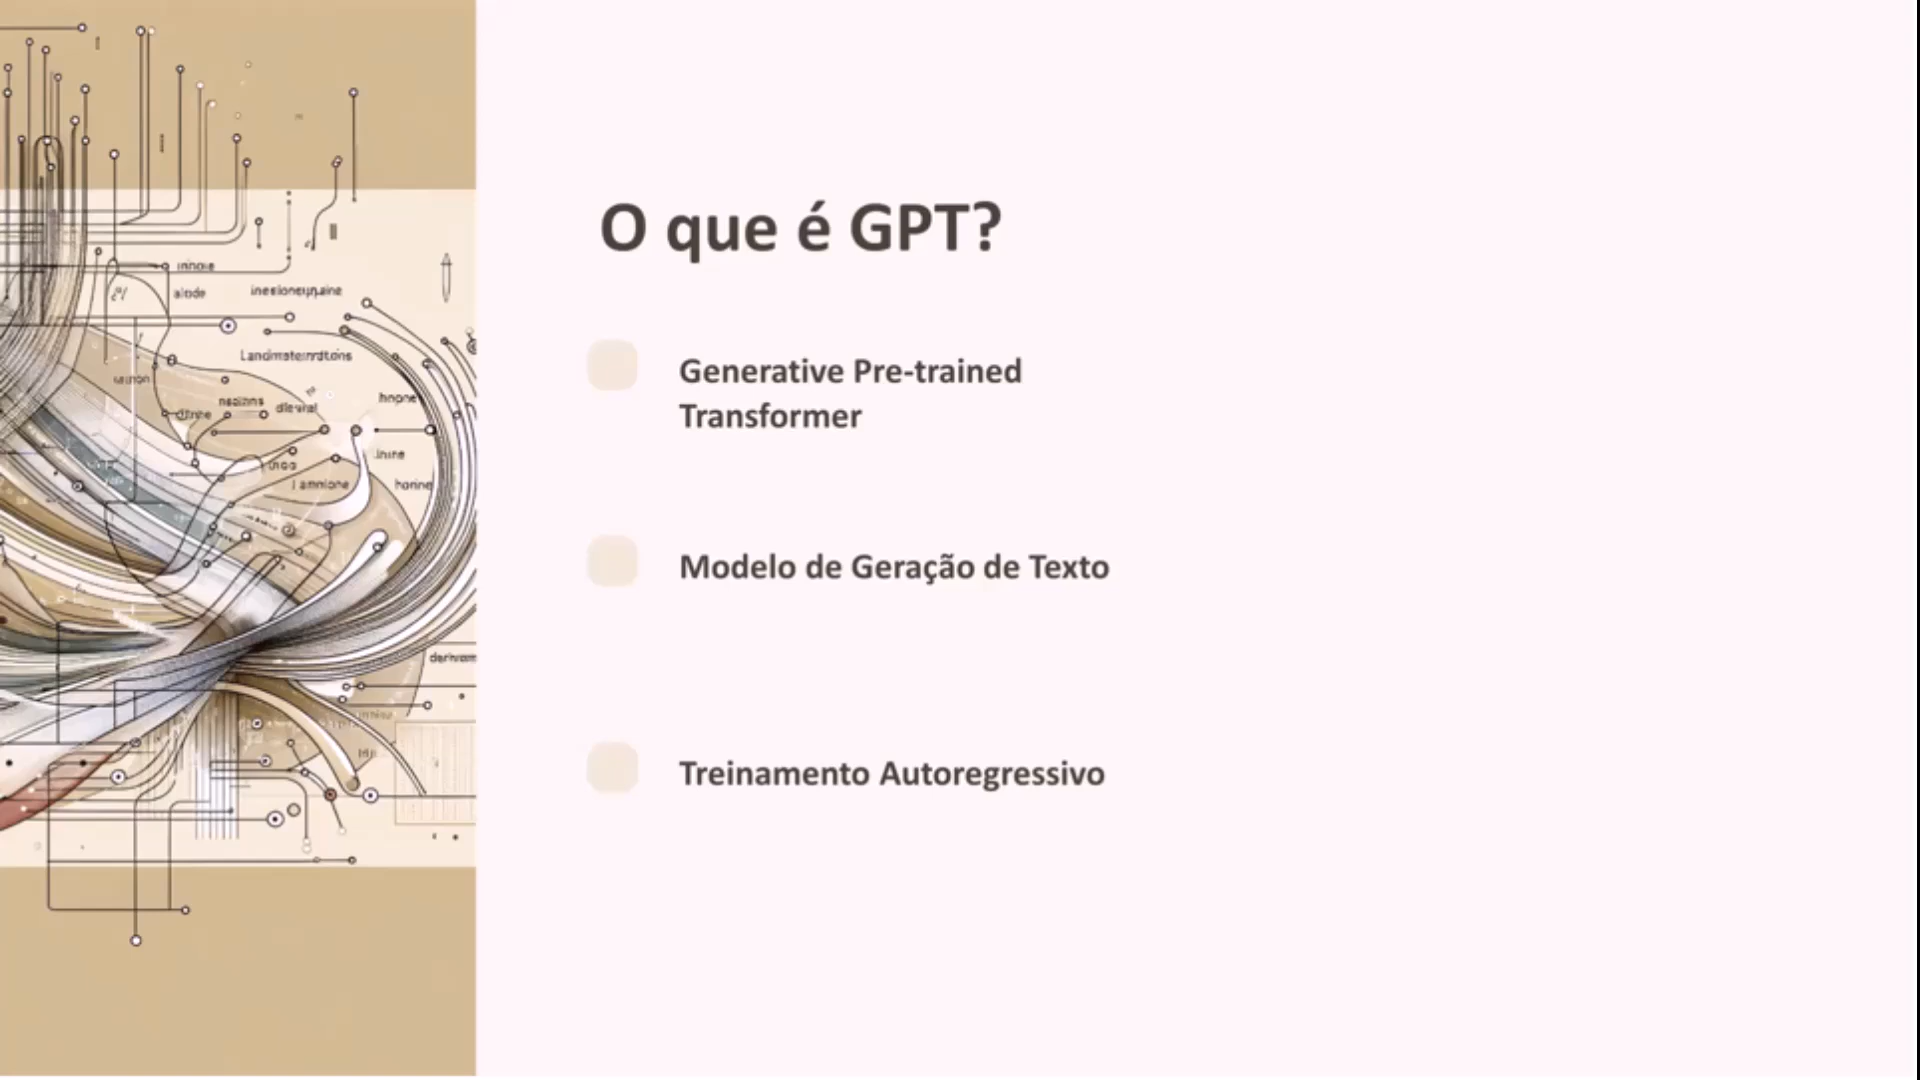 O que é GPT?
Generative Pre-trained
Transformer
Modelo de Geração de Texto
Treinamento Autoregressivo